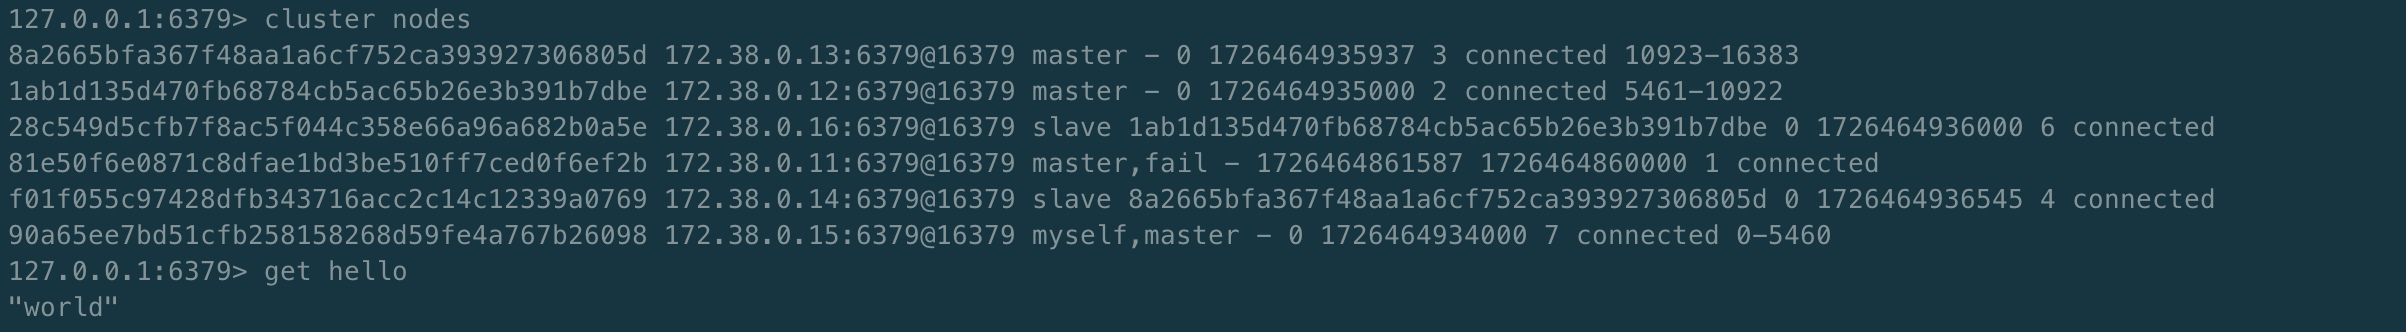 127.0.0.1:6379> cluster nodes
8a2665bfa367f48aa1a6cf752ca393927306805d 172.38.0.13:6379@16379 master - 0 1726464935937 3 connected 10923-16383
1ab1d135d470fb68784cb5ac65b26e3b391b7dbe 172.38.0.12:6379@16379 master - 0 1726464935000 2 connected 5461-10922
28c549d5cfb7f8ac5f044c358e66a96a682b0a5e 172.38.0.16:6379@16379 slave 1ab1d135d470fb68784cb5ac65b26e3b391b7dbe 0 1726464936000 6 connected
81e50f6e0871c8dfae1bd3be510ff7ced0f6ef2b 172.38.0.11:6379@16379 master,fail - 1726464861587 1726464860000 1 connected
f01f055c97428dfb343716acc2c14c12339a0769 172.38.0.14:6379@16379 slave 8a2665bfa367f48aa1a6cf752ca393927306805d 0 1726464936545 4 connected
90a65ee7bd51cfb258158268d59fe4a767b26098 172.38.0.15:6379@16379 myself,master - 0 1726464934000 7 connected 0-5460
127.0.0.1:6379> get hello
"world"